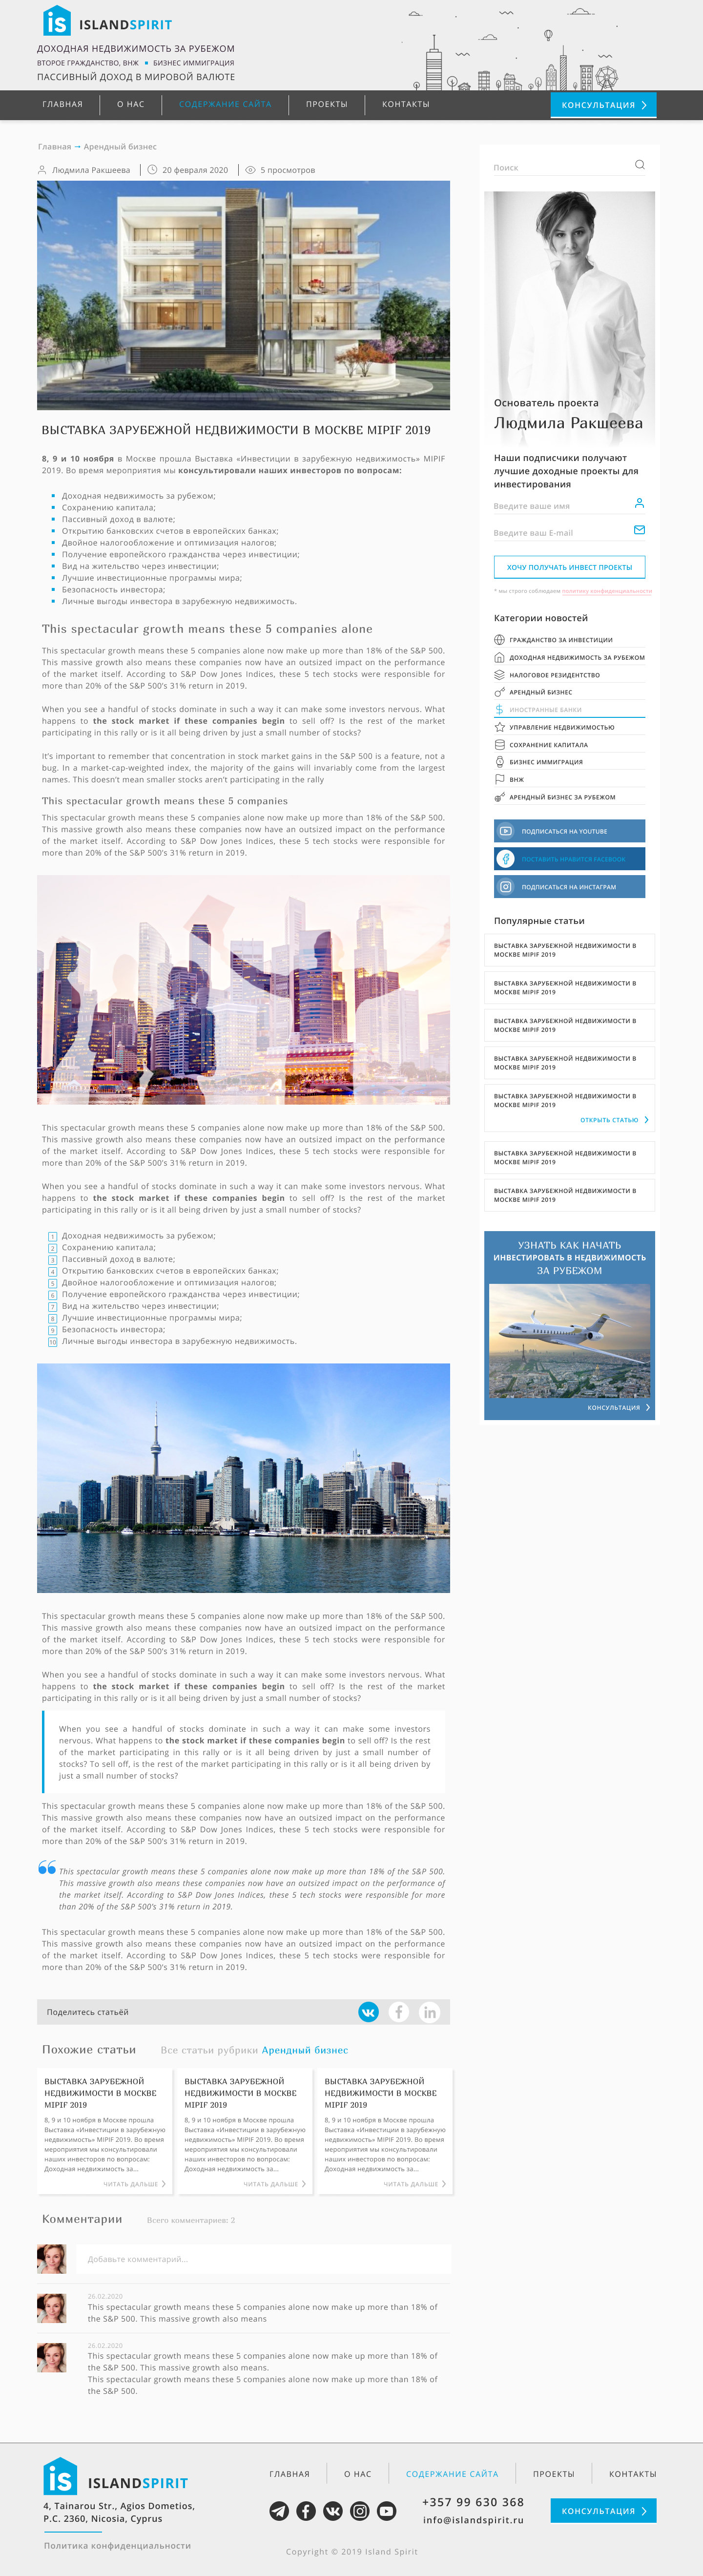 is ISLANDSPIRIT
ДОХОДНАЯ НЕДВИЖИМОСТЬ ЗА РУБЕЖОМ
ВТОРОЕ ГРАЖДАНСТВО, ВНЖ ▪ БИЗНЕС ИММИГРАЦИЯ
ПАССИВНЫЙ ДОХОД В МИРОВОЙ ВАЛЮТЕ
ГЛАВНАЯ О НАС СОДЕРЖАНИЕ САЙТА ПРОЕКТЫ КОНТАКТЫ КОНСУЛЬТАЦИЯ
Главная → Арендный бизнес
Людмила Ракшеева 20 февраля 2020 5 просмотров
ВЫСТАВКА ЗАРУБЕЖНОЙ НЕДВИЖИМОСТИ В МОСКВЕ MIPIF 2019
8, 9 и 10 ноября в Москве прошла Выставка «Инвестиции в зарубежную недвижимость» MIPIF
2019. Во время мероприятия мы консультировали наших инвесторов по вопросам:
Доходная недвижимость за рубежом;
Сохранению капитала;
Пассивный доход в валюте;
Открытию банковских счетов в европейских банках;
Двойное налогообложение и оптимизация налогов;
Получение европейского гражданства через инвестиции;
Вид на жительство через инвестиции;
Лучшие инвестиционные программы мира;
Безопасность инвестора;
Личные выгоды инвестора в зарубежную недвижимость.
This spectacular growth means these 5 companies alone
This spectacular growth means these 5 companies alone now make up more than 18% of the S&P 500.
This massive growth also means these companies now have an outsized impact on the performance
of the market itself. According to S&P Dow Jones Indices, these 5 tech stocks were responsible for
more than 20% of the S&P 500's 31% return in 2019.
When you see a handful of stocks dominate in such a way it can make some investors nervous. What
happens to the stock market if these companies begin to sell off? Is the rest of the market
participating in this rally or is it all being driven by just a small number of stocks?
It's important to remember that concentration in stock market gains in the S&P 500 is a feature, not a
bug. In a market-cap-weighted index, the majority of the gains will invariably come from the largest
names. This doesn't mean smaller stocks aren't participating in the rally
This spectacular growth means these 5 companies
This spectacular growth means these 5 companies alone now make up more than 18% of the S&P 500.
This massive growth also means these companies now have an outsized impact on the performance
of the market itself. According to S&P Dow Jones Indices, these 5 tech stocks were responsible for
more than 20% of the S&P 500's 31% return in 2019.
This spectacular growth means these 5 companies alone now make up more than 18% of the S&P 500.
This massive growth also means these companies now have an outsized impact on the performance
of the market itself. According to S&P Dow Jones Indices, these 5 tech stocks were responsible for
more than 20% of the S&P 500's 31% return in 2019.
When you see a handful of stocks dominate in such a way it can make some investors nervous. What
happens to the stock market if these companies begin to sell off? Is the rest of the market
participating in this rally or is it all being driven by just a small number of stocks?
1 Доходная недвижимость за рубежом;
2 Сохранению капитала;
3 Пассивный доход в валюте;
4 Открытию банковских счетов в европейских банках;
5 Двойное налогообложение и оптимизация налогов;
6 Получение европейского гражданства через инвестиции;
7 Вид на жительство через инвестиции;
8 Лучшие инвестиционные программы мира;
9 Безопасность инвестора;
10 Личные выгоды инвестора в зарубежную недвижимость.
This spectacular growth means these 5 companies alone now make up more than 18% of the S&P 500.
This massive growth also means these companies now have an outsized impact on the performance
of the market itself. According to S&P Dow Jones Indices, these 5 tech stocks were responsible for
more than 20% of the S&P 500's 31% return in 2019.
When you see a handful of stocks dominate in such a way it can make some investors nervous. What
happens to the stock market if these companies begin to sell off? Is the rest of the market
participating in this rally or is it all being driven by just a small number of stocks?
When you see a handful of stocks dominate in such a way it can make some investors
nervous. What happens to the stock market if these companies begin to sell off? Is the rest
of the market participating in this rally or is it all being driven by just a small number of
stocks? To sell off, is the rest of the market participating in this rally or is it all being driven by
just a small number of stocks?
This spectacular growth means these 5 companies alone now make up more than 18% of the S&P 500.
This massive growth also means these companies now have an outsized impact on the performance
of the market itself. According to S&P Dow Jones Indices, these 5 tech stocks were responsible for
more than 20% of the S&P 500's 31% return in 2019.
This spectacular growth means these 5 companies alone now make up more than 18% of the S&P 500.
This massive growth also means these companies now have an outsized impact on the performance of
the market itself. According to S&P Dow Jones Indices, these 5 tech stocks were responsible for more
than 20% of the S&P 500's 31% return in 2019.
This spectacular growth means these 5 companies alone now make up more than 18% of the S&P 500.
This massive growth also means these companies now have an outsized impact on the performance
of the market itself. According to S&P Dow Jones Indices, these 5 tech stocks were responsible for
more than 20% of the S&P 500's 31% return in 2019.
Поделитесь статьёй
Похожие статьи Все статьи рубрики Арендный бизнес
ВЫСТАВКА ЗАРУБЕЖНОЙ
НЕДВИЖИМОСТИ В МОСКВЕ
MIPIF 2019
8, 9 и 10 ноября в Москве прошла
Выставка «Инвестиции в зарубежную
недвижимость» MIPIF 2019. Во время
мероприятия мы консультировали
наших инвесторов по вопросам:
Доходная недвижимость за...
ЧИТАТЬ ДАЛЬШЕ
ВЫСТАВКА ЗАРУБЕЖНОЙ
НЕДВИЖИМОСТИ В МОСКВЕ
MIPIF 2019
8, 9 и 10 ноября в Москве прошла
Выставка «Инвестиции в зарубежную
недвижимость» MIPIF 2019. Во время
мероприятия мы консультировали
наших инвесторов по вопросам:
Доходная недвижимость за...
ЧИТАТЬ ДАЛЬШЕ
ВЫСТАВКА ЗАРУБЕЖНОЙ
НЕДВИЖИМОСТИ В МОСКВЕ
MIPIF 2019
8, 9 и 10 ноября в Москве прошла
Выставка «Инвестиции в зарубежную
недвижимость» MIPIF 2019. Во время
мероприятия мы консультировали
наших инвесторов по вопросам:
Доходная недвижимость за...
ЧИТАТЬ ДАЛЬШЕ
Комментарии Всего комментариев: 2
Добавьте комментарий...
26.02.2020
This spectacular growth means these 5 companies alone now make up more than 18% of
the S&P 500. This massive growth also means
26.02.2020
This spectacular growth means these 5 companies alone now make up more than 18% of
the S&P 500. This massive growth also means.
This spectacular growth means these 5 companies alone now make up more than 18% of
the S&P 500.
Поиск
Основатель проекта
Людмила Ракшеева
Наши подписчики получают
лучшие доходные проекты для
инвестирования
Введите ваше имя
Введите ваш E-mail
ХОЧУ ПОЛУЧАТЬ ИНВЕСТ ПРОЕКТЫ
* мы строго соблюдаем политику конфиденциальности
Категории новостей
ГРАЖДАНСТВО ЗА ИНВЕСТИЦИИ
ДОХОДНАЯ НЕДВИЖИМОСТЬ ЗА РУБЕЖОМ
НАЛОГОВОЕ РЕЗИДЕНТСТВО
АРЕНДНЫЙ БИЗНЕС
ИНОСТРАННЫЕ БАНКИ
УПРАВЛЕНИЕ НЕДВИЖИМОСТЬЮ
СОХРАНЕНИЕ КАПИТАЛА
БИЗНЕС ИММИГРАЦИЯ
ВНЖ
АРЕНДНЫЙ БИЗНЕС ЗА РУБЕЖОМ
ПОДПИСАТЬСЯ НА YOUTUBE
ПОСТАВИТЬ НРАВИТСЯ FACEBOOK
ПОДПИСАТЬСЯ НА ИНСТАГРАМ
Популярные статьи
ВЫСТАВКА ЗАРУБЕЖНОЙ НЕДВИЖИМОСТИ В
МОСКВЕ MIPIF 2019
ВЫСТАВКА ЗАРУБЕЖНОЙ НЕДВИЖИМОСТИ В
МОСКВЕ MIPIF 2019
ВЫСТАВКА ЗАРУБЕЖНОЙ НЕДВИЖИМОСТИ В
МОСКВЕ MIPIF 2019
ВЫСТАВКА ЗАРУБЕЖНОЙ НЕДВИЖИМОСТИ В
МОСКВЕ MIPIF 2019
ВЫСТАВКА ЗАРУБЕЖНОЙ НЕДВИЖИМОСТИ В
МОСКВЕ MIPIF 2019
ОТКРЫТЬ СТАТЬЮ
ВЫСТАВКА ЗАРУБЕЖНОЙ НЕДВИЖИМОСТИ В
МОСКВЕ MIPIF 2019
ВЫСТАВКА ЗАРУБЕЖНОЙ НЕДВИЖИМОСТИ В
МОСКВЕ MIPIF 2019
УЗНАТЬ КАК НАЧАТЬ
ИНВЕСТИРОВАТЬ В НЕДВИЖИМОСТЬ
ЗА РУБЕЖОМ
КОНСУЛЬТАЦИЯ
is ISLANDSPIRIT
4, Tainarou Str., Agios Dometios,
P.C. 2360, Nicosia, Cyprus
Политика конфиденциальности
ГЛАВНАЯ О НАС СОДЕРЖАНИЕ САЙТА ПРОЕКТЫ КОНТАКТЫ
+357 99 630 368
info@islandspirit.ru
КОНСУЛЬТАЦИЯ
Copyright © 2019 Island Spirit